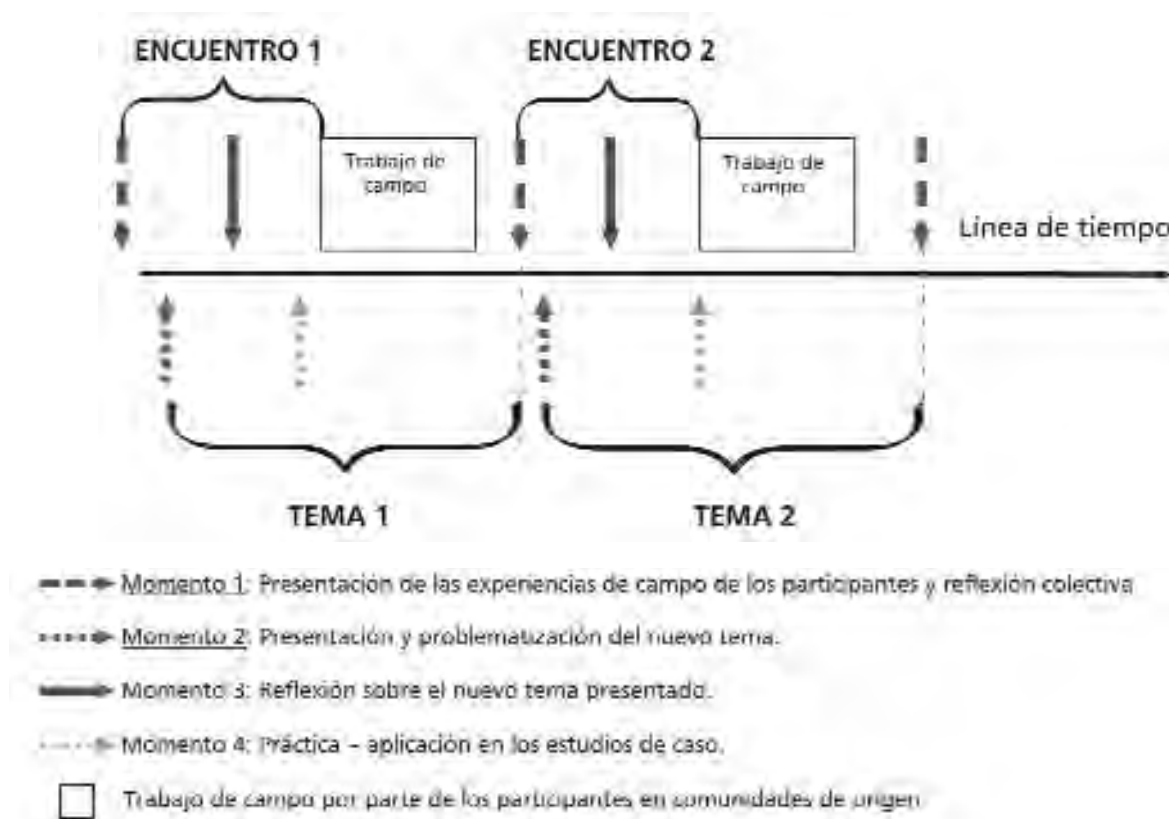 ENCUENTRO 1 ENCUENTRO 2
Trabajo de Trabajo de
campo campo
Línea de tiempo
TEMA 1 TEMA 2
Momento 1: Presentación de las experiencias de campo de los participantes y reflexión colectiva
Momento 2: Presentación y problematización del nuevo tema.
Momento 3: Reflexión sobre el nuevo tema presentado.
Momento 4: Práctica – aplicación en los estudios de caso.
Trabajo de campo por parte de los participantes en comunidades de origen